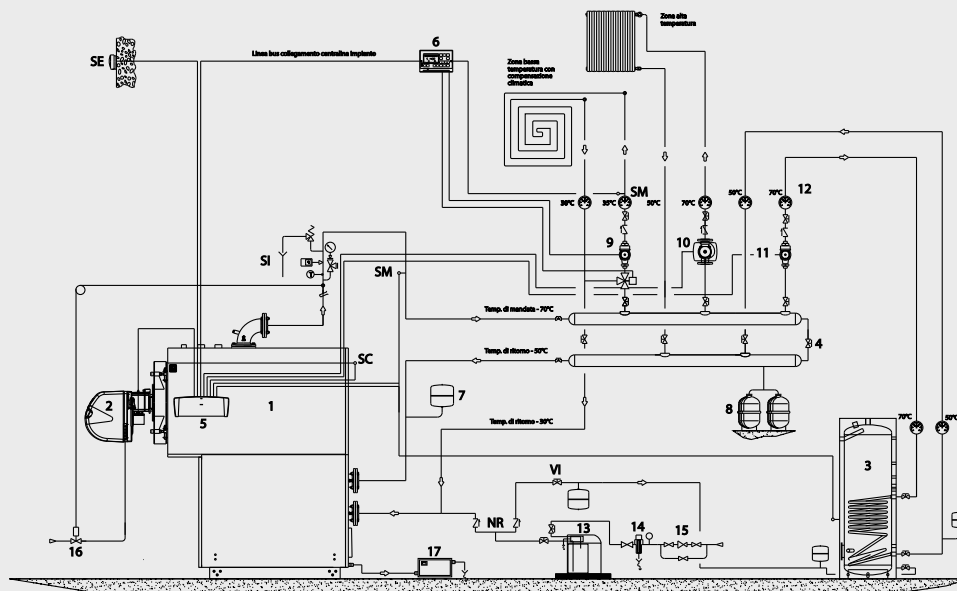 Zona alta
temperatura
6
SE
Linea bus collegamento centralina impianto
Zona bassa
temperatura con
compensazione
climatica
SM
12
30°C
35°C
50°C
70°C
50°C
70°C
9
10
11
SI
SM
Temp. di mandata - 70°C
4
Temp. di ritorno - 50°C
SC
7
2
5
1
8
Temp. di ritorno - 30°C
70°C
50°C
3
VI
NR
13
14
15
16
17